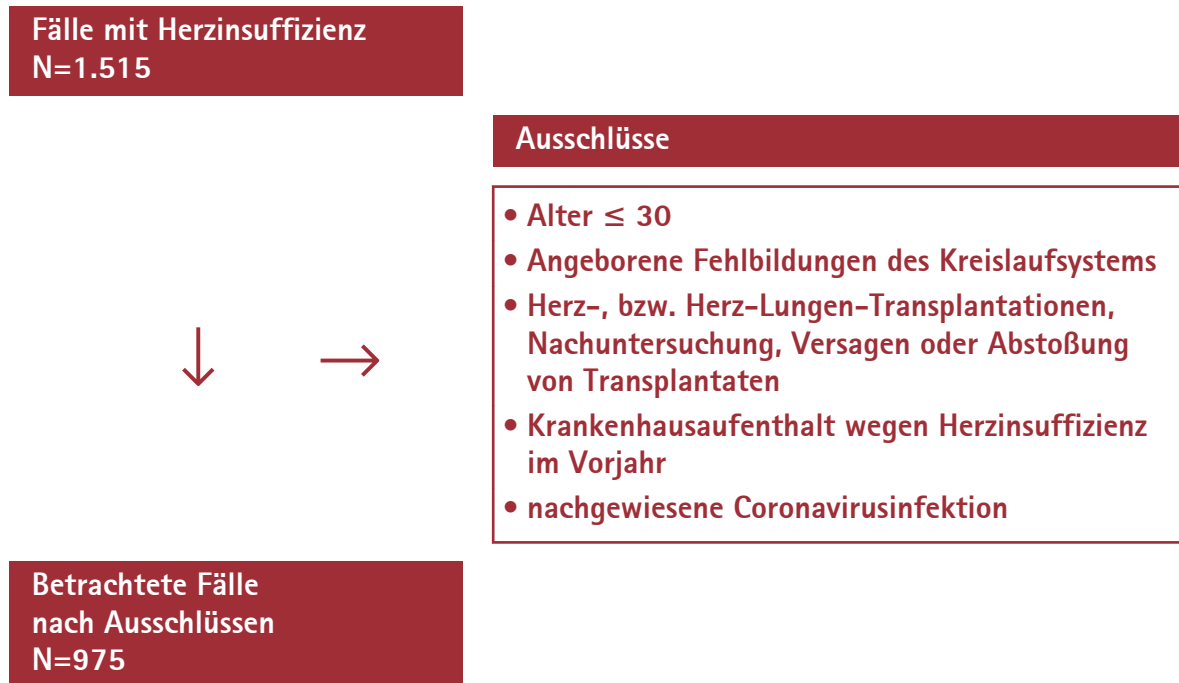 Fälle mit Herzinsuffizienz
N=1.515
Ausschlüsse
• Alter ≤ 30
• Angeborene Fehlbildungen des Kreislaufsystems
• Herz-, bzw. Herz-Lungen-Transplantationen,
Nachuntersuchung, Versagen oder Abstoßung
von Transplantaten
• Krankenhausaufenthalt wegen Herzinsuffizienz
im Vorjahr
• nachgewiesene Coronavirusinfektion
Betrachtete Fälle
nach Ausschlüssen
N=975